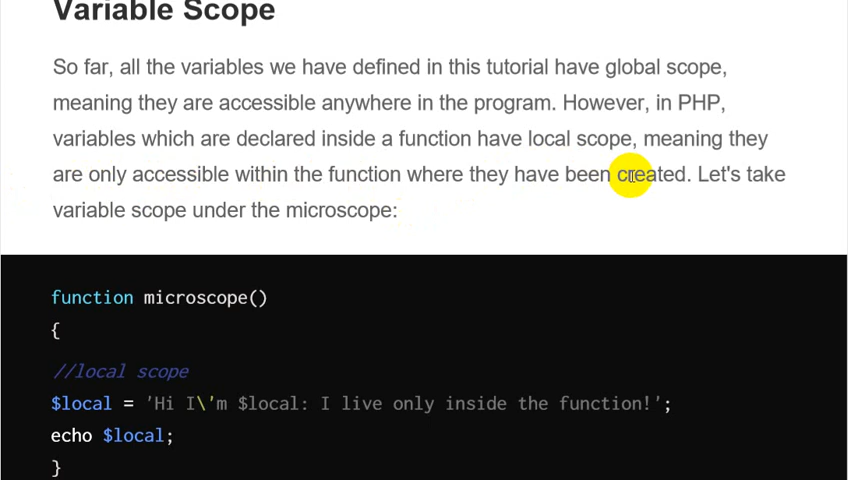 Variable Scope
So far, all the variables we have defined in this tutorial have global scope,
meaning they are accessible anywhere in the program. However, in PHP,
variables which are declared inside a function have local scope, meaning they
are only accessible within the function where they have been created. Let's take
variable scope under the microscope:
function microscope()
{
//local scope
$local = 'Hi I\'m $local: I live only inside the function!';
echo $local;
}